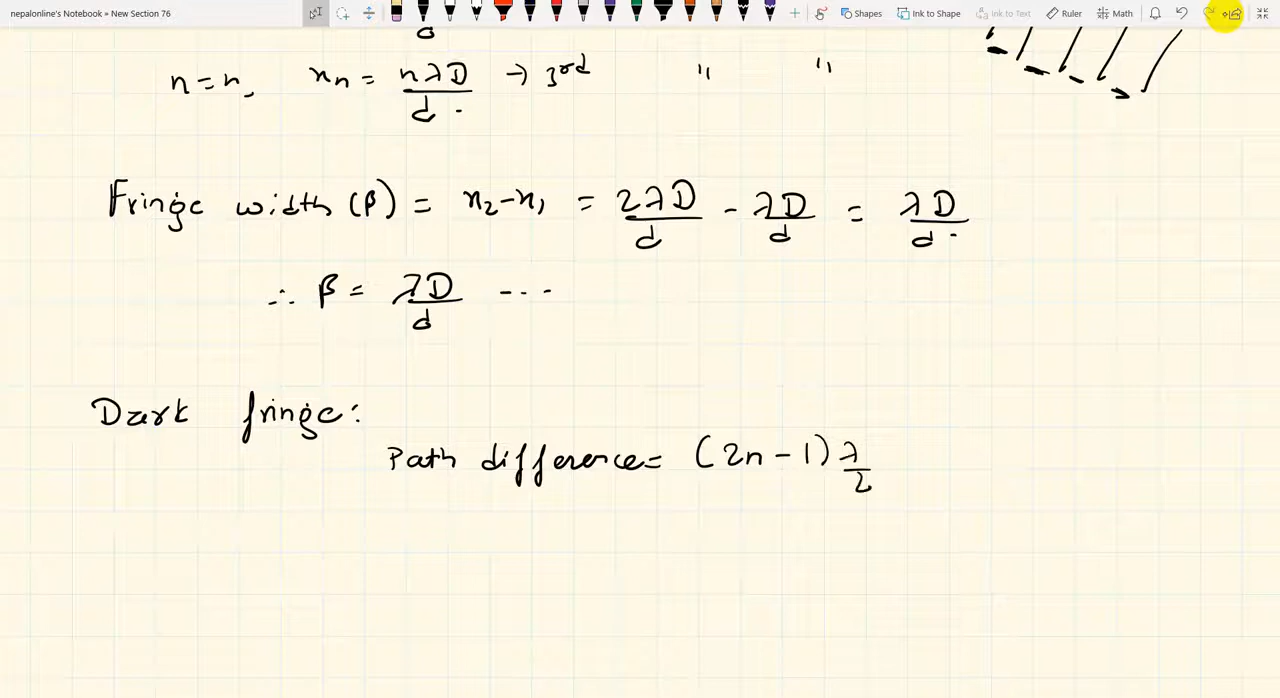 nepalonline's Notebook » New Section 76
Shapes Ink to Shape Ink to Text Ruler Math
d
n = n, xₙ = nλD/d → 3rd " "
Fringe width (β) = x₂ - x₁ = 2λD/d - λD/d = λD/d
∴ β = λD/d ---
Dark fringe:
Path difference = (2n - 1) λ/2